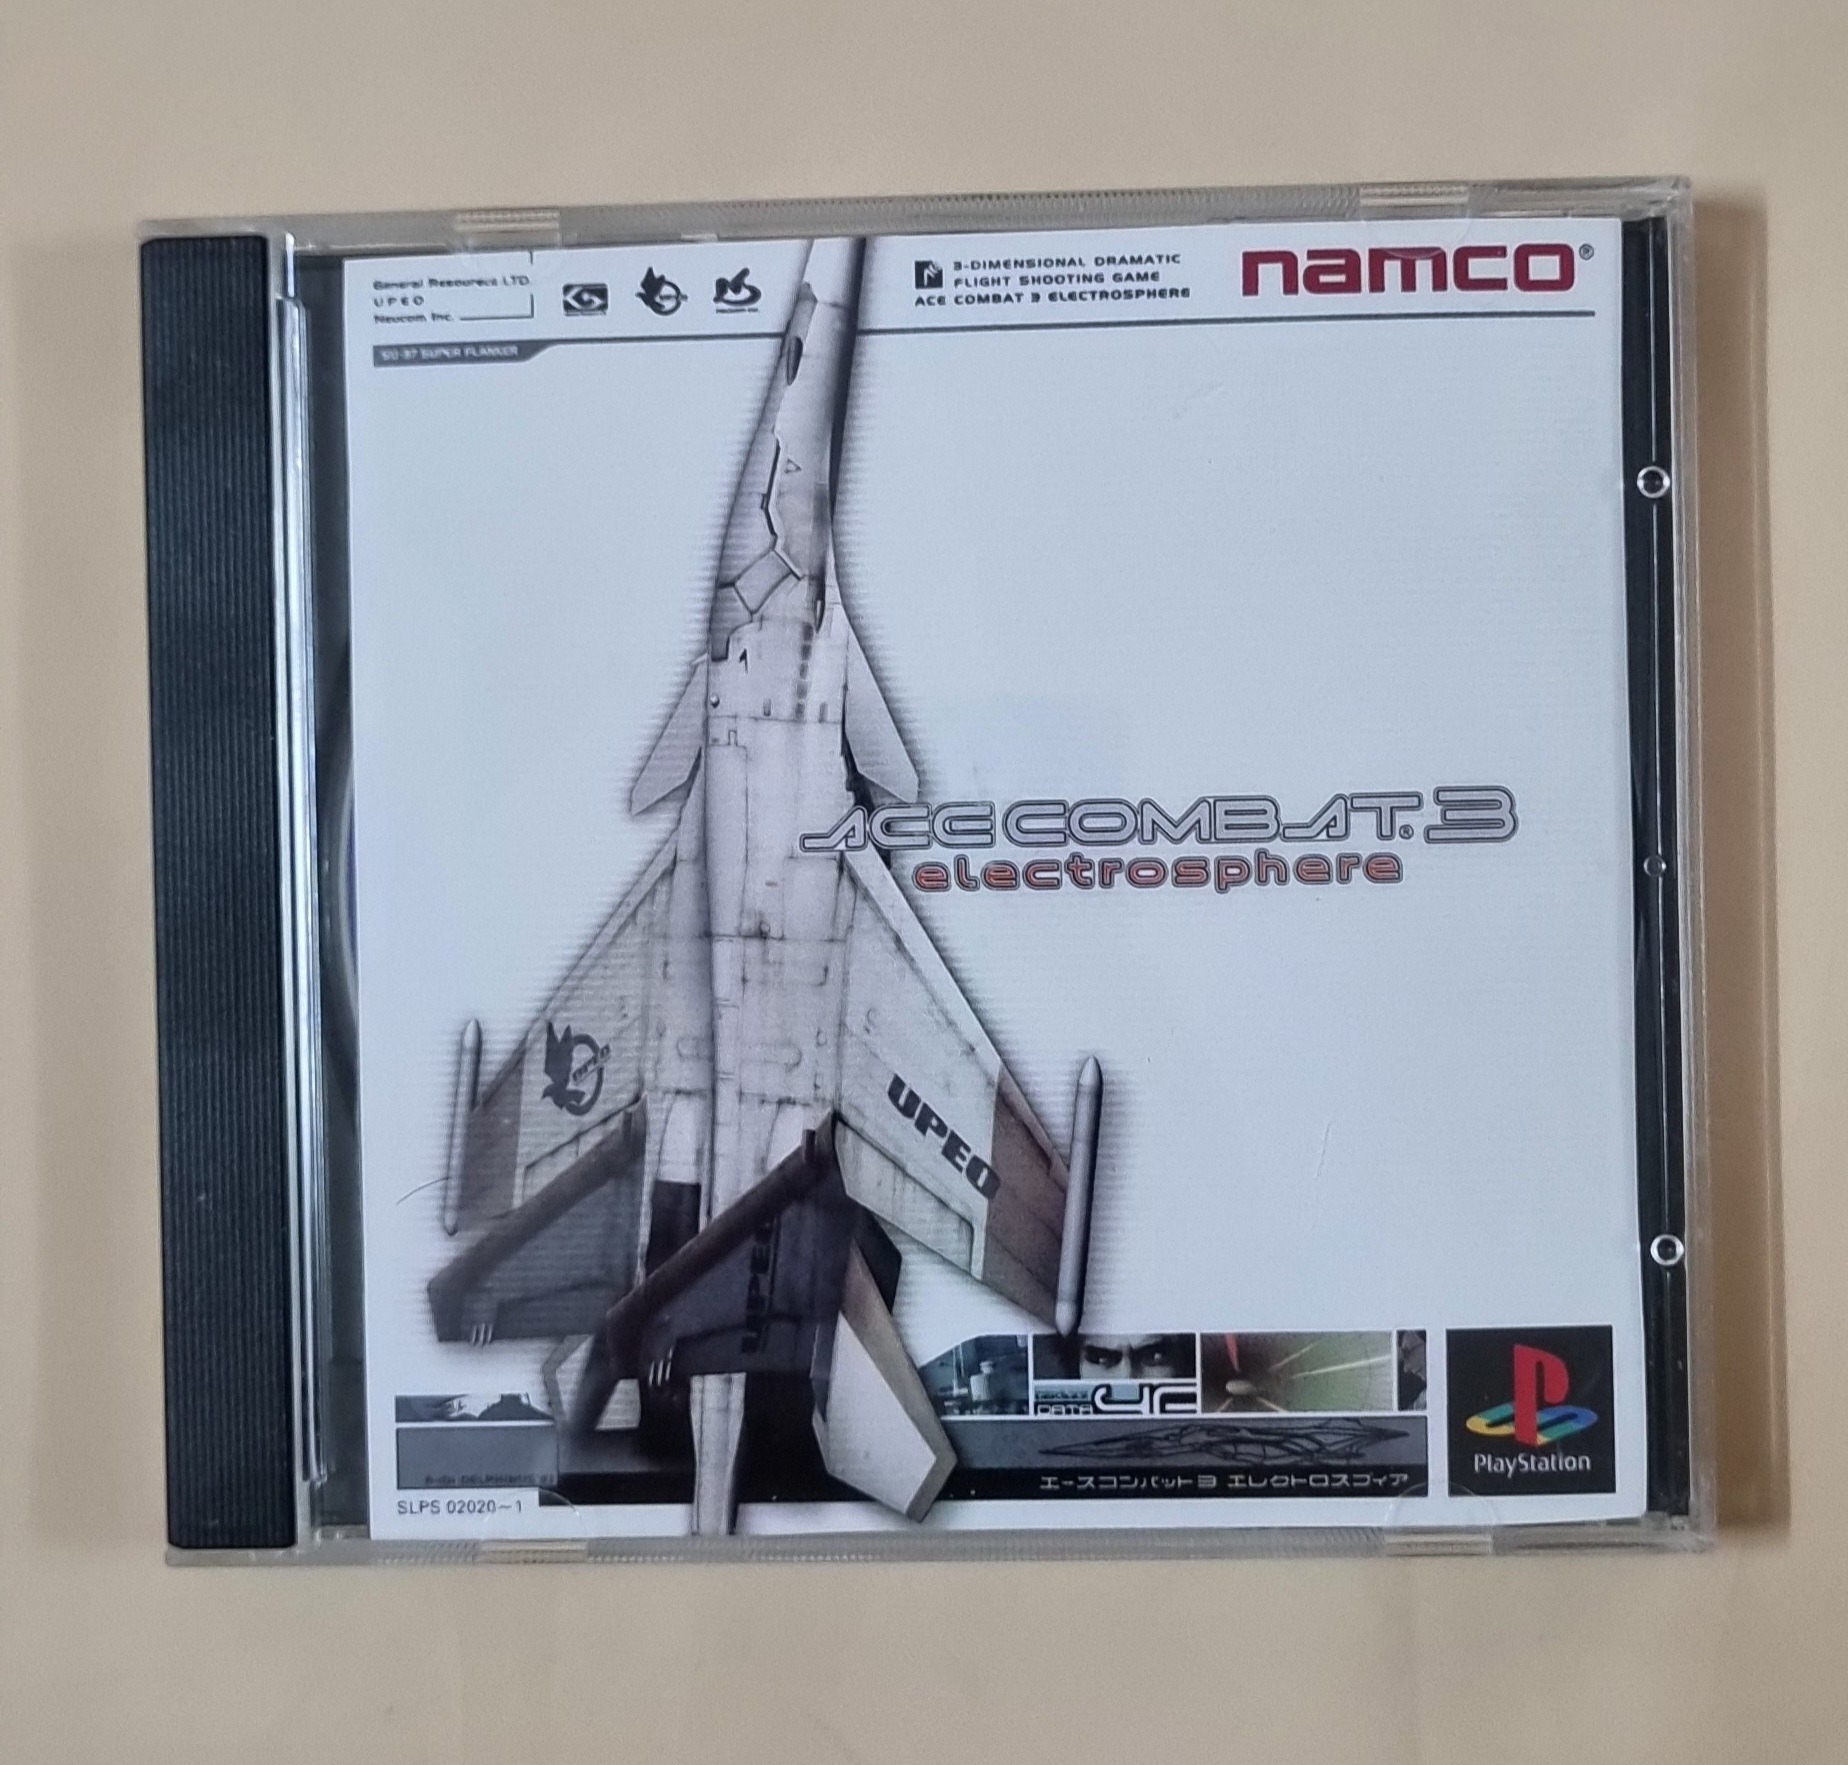 General Resources LTD.
UPEO
Neucom Inc.
SU-37 SUPER FLANKER
3-DIMENSIONAL DRAMATIC
FLIGHT SHOOTING GAME
ACE COMBAT 3 ELECTROSPHERE
namco®
ACE COMBAT®3
electrosphere
UPEO
UPEO
UPEO
DATA
エースコンバット3 エレクトロスフィア
PlayStation
SLPS 02020~1